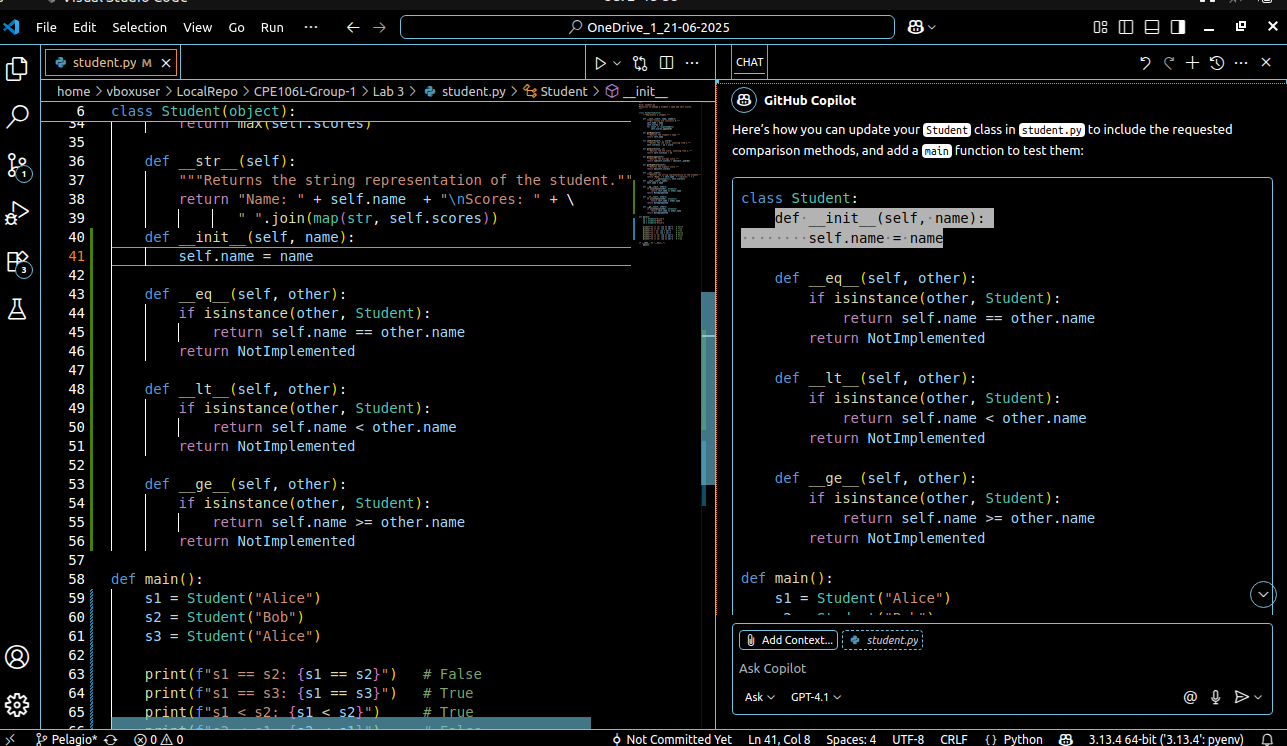 File Edit Selection View Go Run ··· OneDrive_1_21-06-2025
student.py M
home > vboxuser > LocalRepo > CPE106L-Group-1 > Lab 3 > student.py > Student > __init__
6 class Student(object):
34 return max(self.scores)
35
36 def __str__(self):
37 """Returns the string representation of the student.""
38 return "Name: " + self.name + "\nScores: " + \
39 " ".join(map(str, self.scores))
40 def __init__(self, name):
41 self.name = name
42
43 def __eq__(self, other):
44 if isinstance(other, Student):
45 return self.name == other.name
46 return NotImplemented
47
48 def __lt__(self, other):
49 if isinstance(other, Student):
50 return self.name < other.name
51 return NotImplemented
52
53 def __ge__(self, other):
54 if isinstance(other, Student):
55 return self.name >= other.name
56 return NotImplemented
57
58 def main():
59 s1 = Student("Alice")
60 s2 = Student("Bob")
61 s3 = Student("Alice")
62
63 print(f"s1 == s2: {s1 == s2}") # False
64 print(f"s1 == s3: {s1 == s3}") # True
65 print(f"s1 < s2: {s1 < s2}") # True
CHAT
GitHub Copilot
Here's how you can update your Student class in student.py to include the requested
comparison methods, and add a main function to test them:
class Student:
def __init__(self, name):
self.name = name
def __eq__(self, other):
if isinstance(other, Student):
return self.name == other.name
return NotImplemented
def __lt__(self, other):
if isinstance(other, Student):
return self.name < other.name
return NotImplemented
def __ge__(self, other):
if isinstance(other, Student):
return self.name >= other.name
return NotImplemented
def main():
s1 = Student("Alice")
Add Context... student.py
Ask Copilot
Ask GPT-4.1
1
3
Pelagio* 0 0 Not Committed Yet Ln 41, Col 8 Spaces: 4 UTF-8 CRLF {} Python 3.13.4 64-bit ('3.13.4': pyenv)